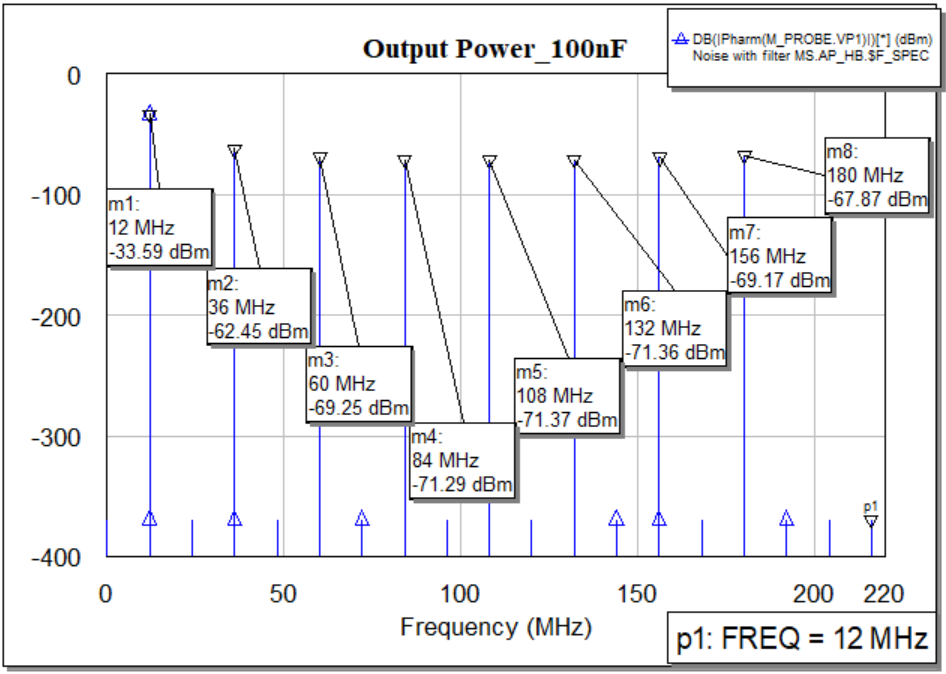 Output Power_100nF
DB(|Pharm(M_PROBE.VP1)|)[*] (dBm)
Noise with filter MS.AP_HB.$F_SPEC
0
-100
-200
-300
-400
m1:
12 MHz
-33.59 dBm
m2:
36 MHz
-62.45 dBm
m3:
60 MHz
-69.25 dBm
m4:
84 MHz
-71.29 dBm
m5:
108 MHz
-71.37 dBm
m6:
132 MHz
-71.36 dBm
m7:
156 MHz
-69.17 dBm
m8:
180 MHz
-67.87 dBm
p1
0 50 100 150 200 220
Frequency (MHz)
p1: FREQ = 12 MHz